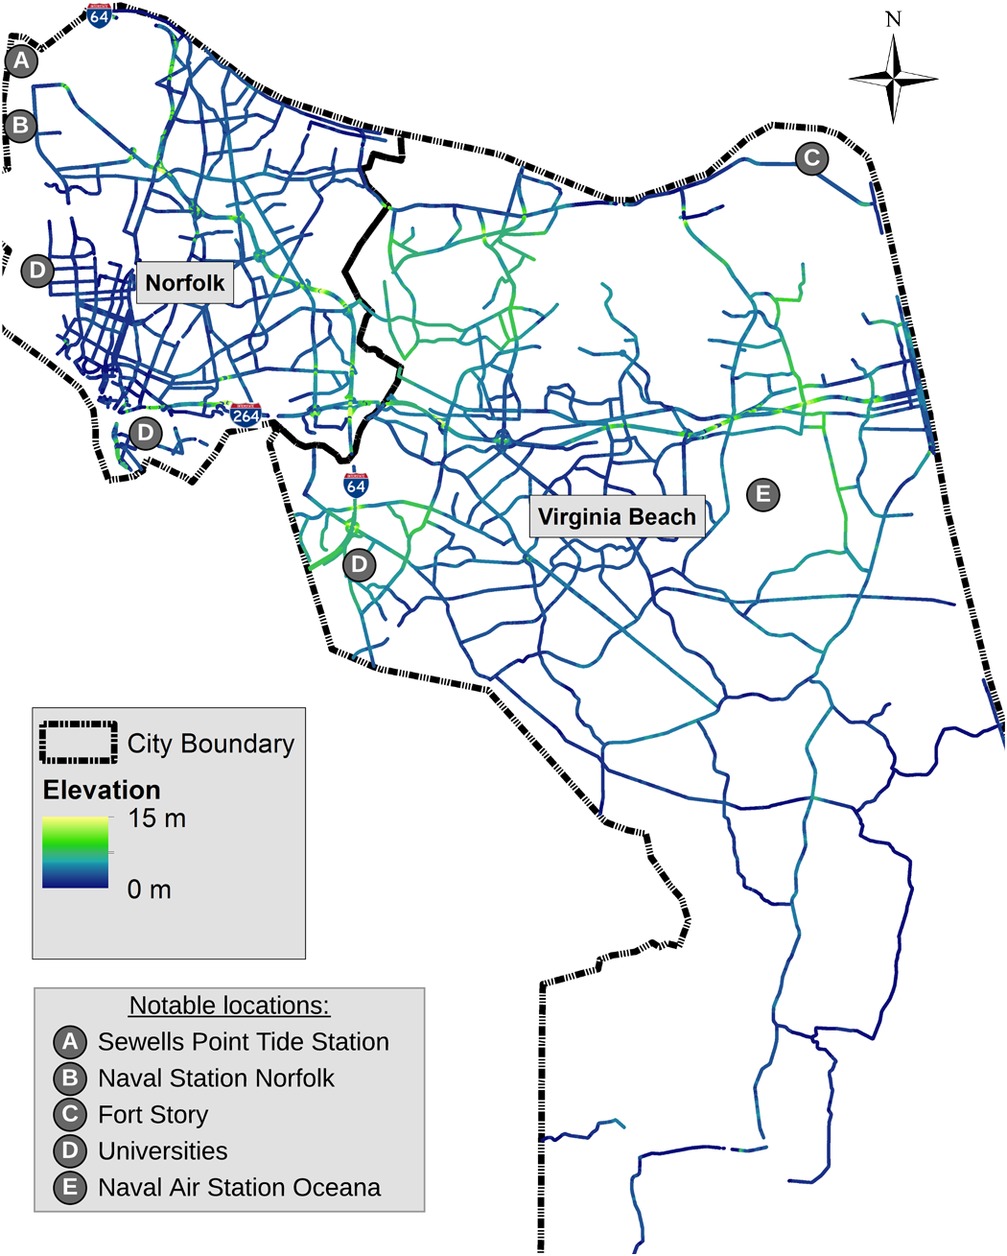 64
N
A
B
C
D
Norfolk
264
D
64
E
Virginia Beach
D
City Boundary
Elevation
15 m
0 m
Notable locations:
A Sewells Point Tide Station
B Naval Station Norfolk
C Fort Story
D Universities
E Naval Air Station Oceana